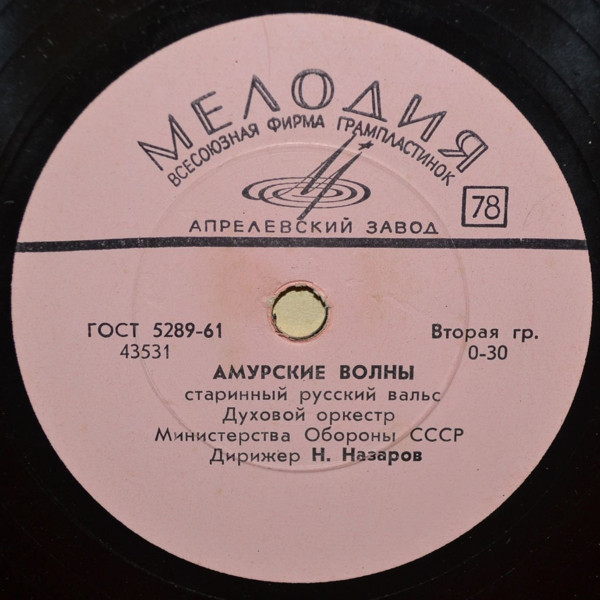 МЕЛОДИЯ
ВСЕСОЮЗНАЯ ФИРМА ГРАМПЛАСТИНОК
78
АПРЕЛЕВСКИЙ ЗАВОД
ГОСТ 5289-61
Вторая гр.
43531
0-30
АМУРСКИЕ ВОЛНЫ
старинный русский вальс
Духовой оркестр
Министерства Обороны СССР
Дирижер Н. Назаров